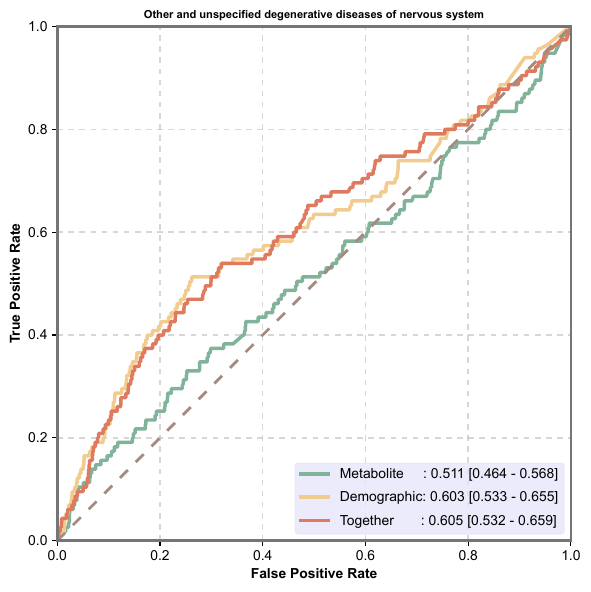 Other and unspecified degenerative diseases of nervous system
True Positive Rate
1.0
0.8
0.6
0.4
0.2
0.0
Metabolite : 0.511 [0.464 - 0.568]
Demographic: 0.603 [0.533 - 0.655]
Together : 0.605 [0.532 - 0.659]
0.0 0.2 0.4 0.6 0.8 1.0
False Positive Rate